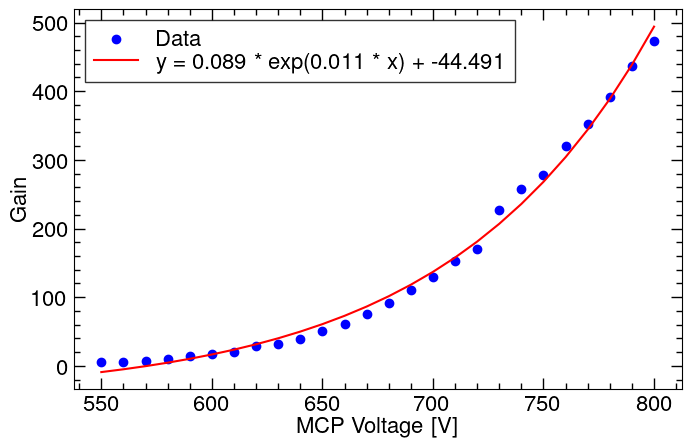 500
400
300
200
100
0
Gain
Data
y = 0.089 * exp(0.011 * x) + -44.491
550 600 650 700 750 800
MCP Voltage [V]